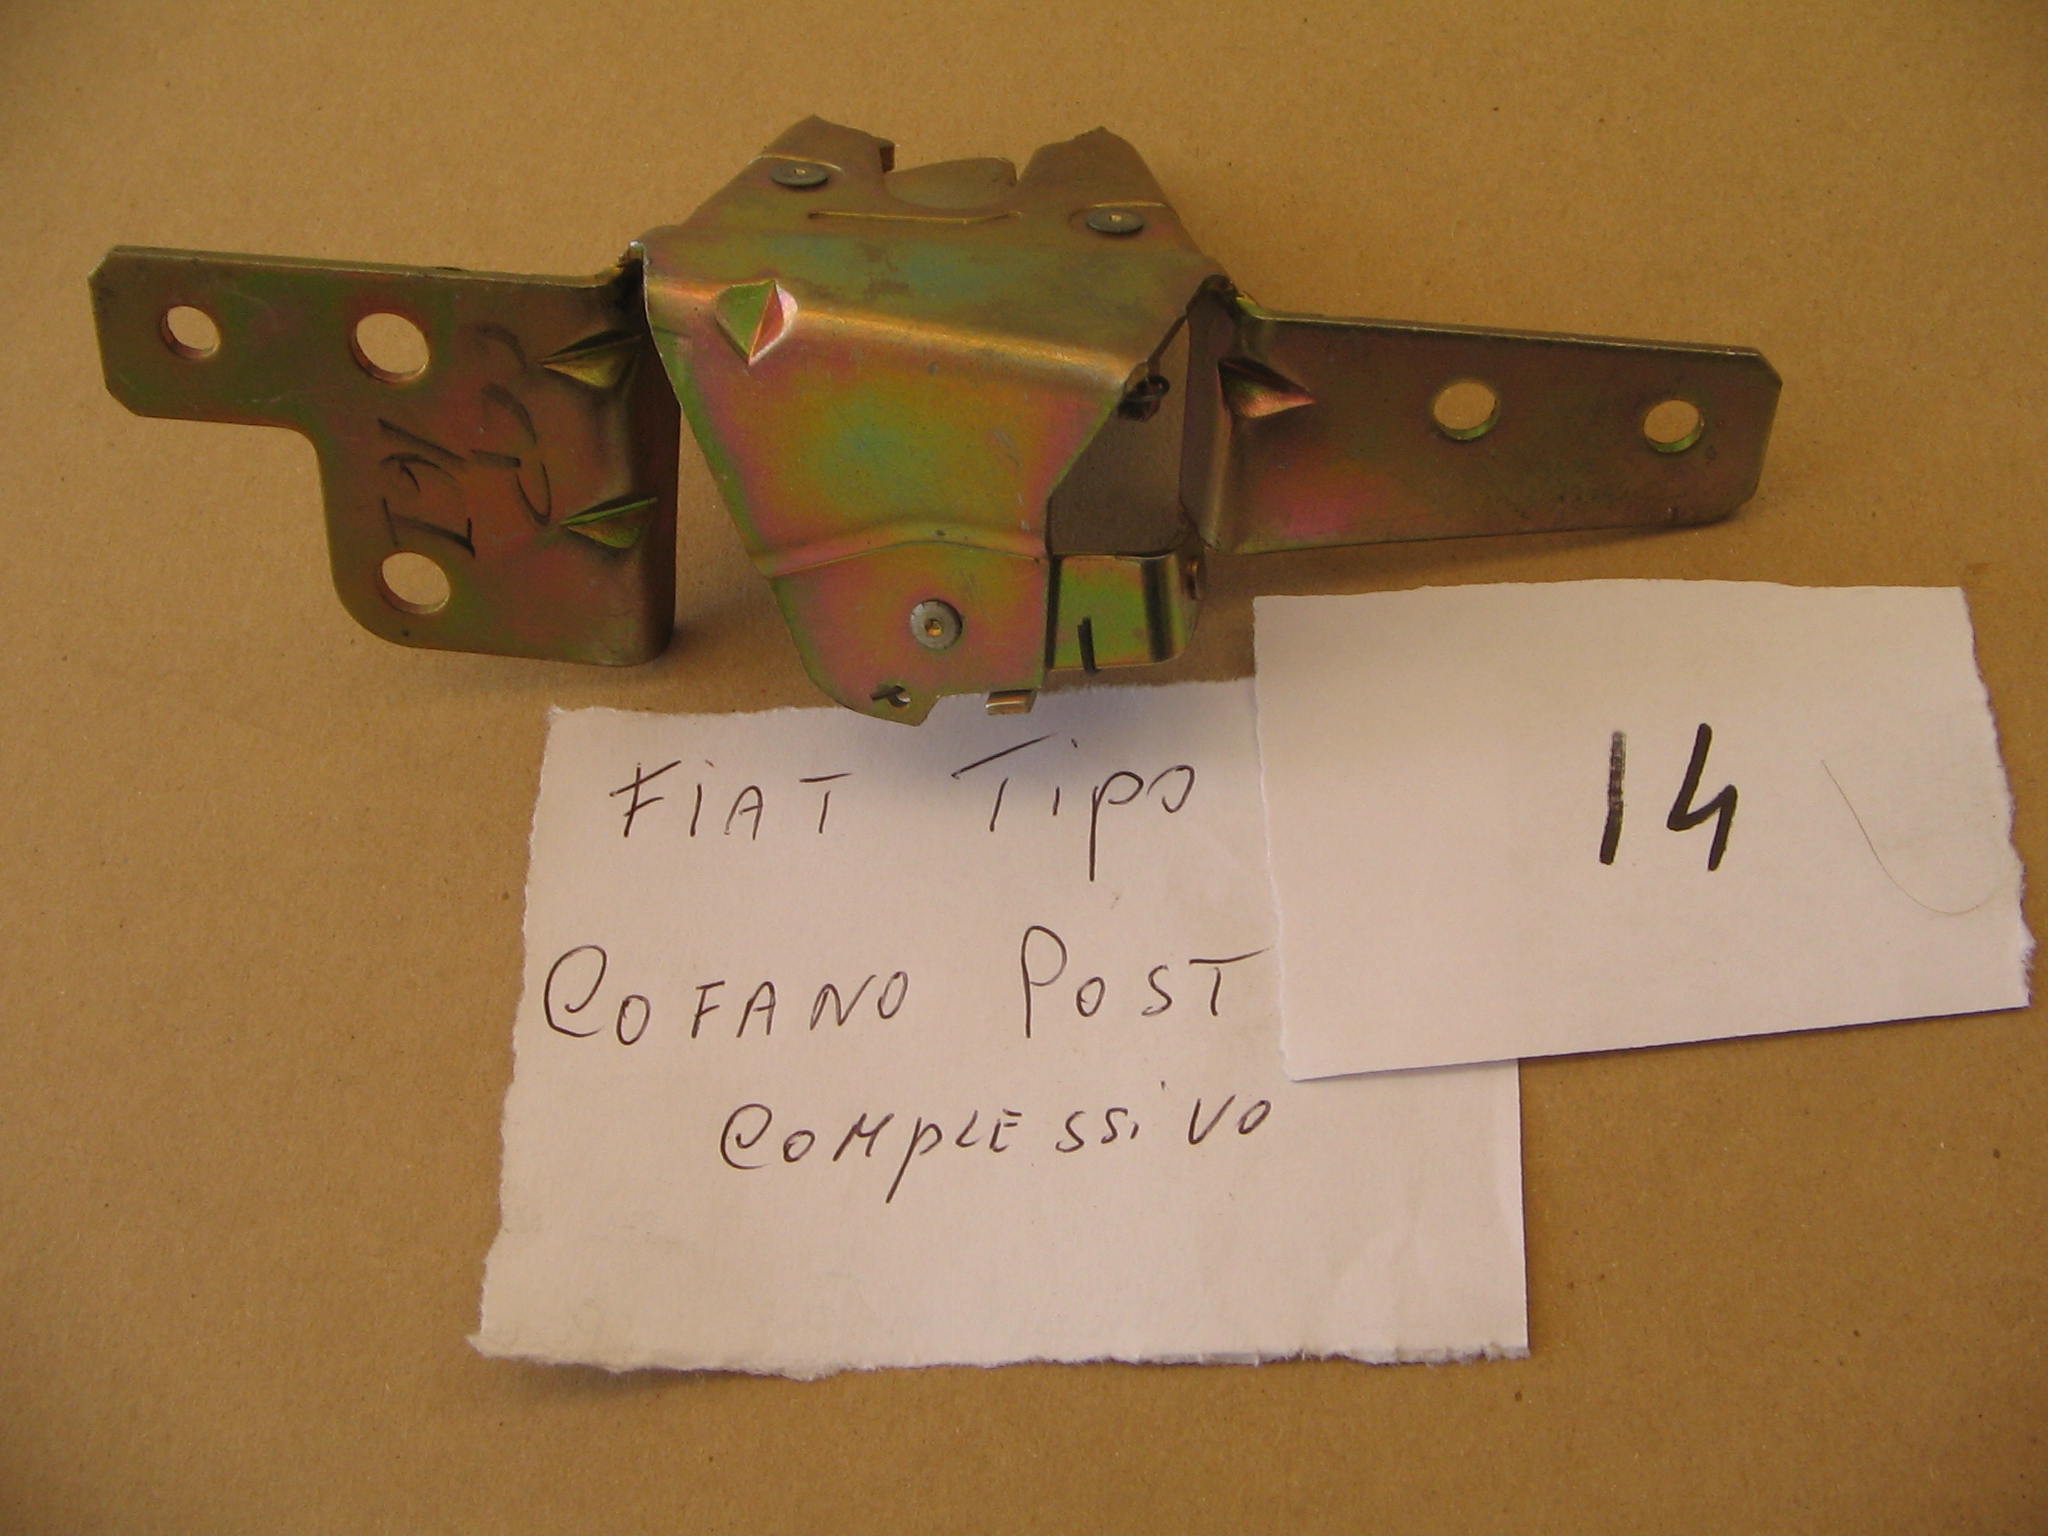 FIAT TIPO
COFANO POST
COMPLESSIVO
14